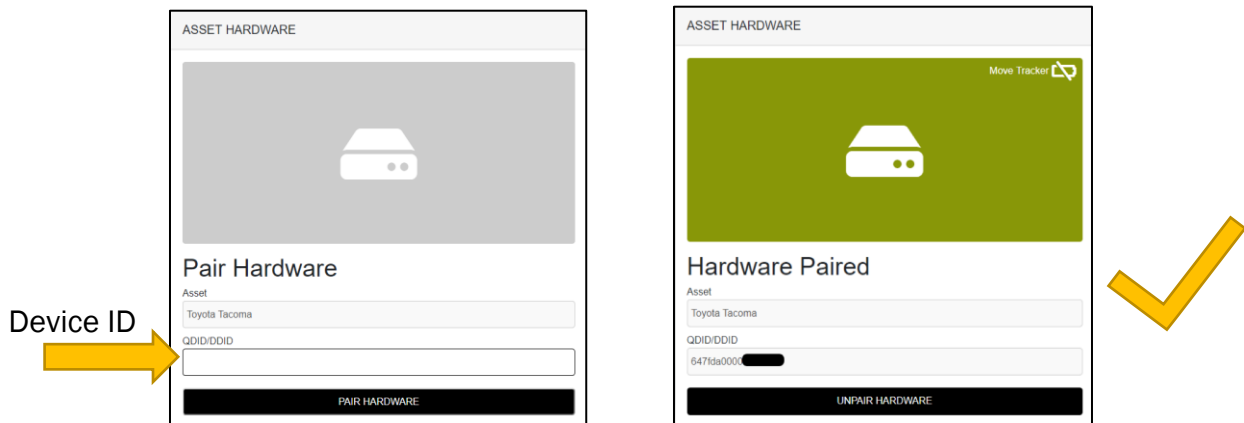 ASSET HARDWARE
Pair Hardware
Asset
Toyota Tacoma
Device ID
QDID/DDID
PAIR HARDWARE
ASSET HARDWARE
Move Tracker
Hardware Paired
Asset
Toyota Tacoma
QDID/DDID
647fda0000
UNPAIR HARDWARE